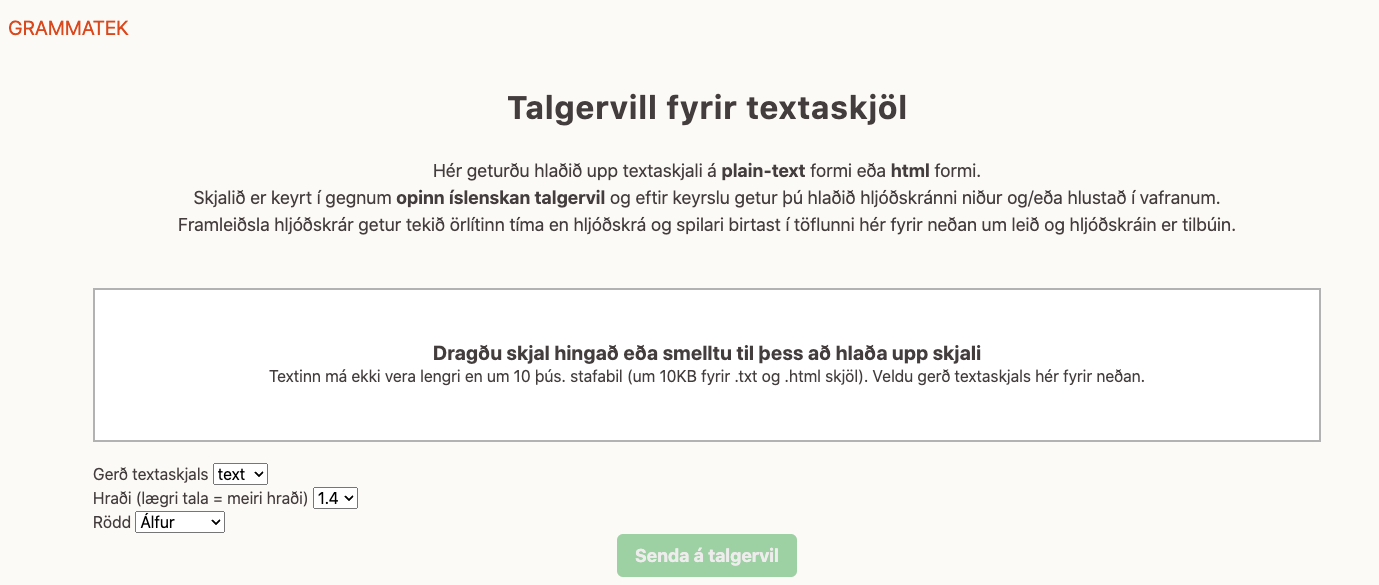 GRAMMATEK
Talgervill fyrir textaskjöl
Hér geturðu hlaðið upp textaskjali á plain-text formi eða html formi.
Skjalið er keyrt í gegnum opinn íslenskan talgervil og eftir keyrslu getur þú hlaðið hljóðskránni niður og/eða hlustað í vafranum.
Framleiðsla hljóðskrár getur tekið örlítinn tíma en hljóðskrá og spilari birtast í töflunni hér fyrir neðan um leið og hljóðskráin er tilbúin.
Dragðu skjal hingað eða smelltu til þess að hlaða upp skjali
Textinn má ekki vera lengri en um 10 þús. stafabil (um 10KB fyrir .txt og .html skjöl). Veldu gerð textaskjals hér fyrir neðan.
Gerð textaskjals text
Hraði (lægri tala = meiri hraði) 1.4
Rödd Álfur
Senda á talgervil